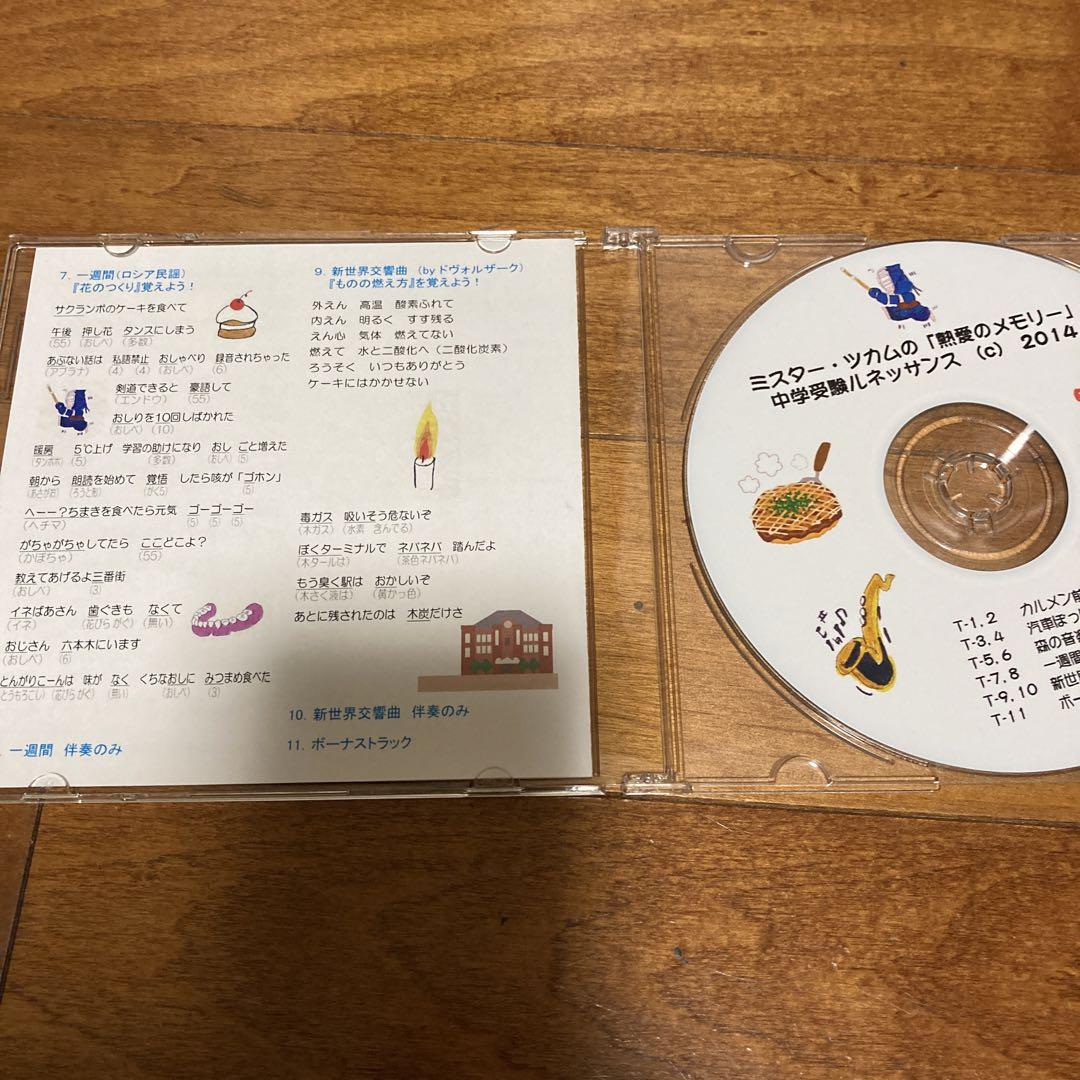 7. 一週間(ロシア民謡)
『花のつくり』覚えよう!
サクランボのケーキを食べて
午後 押し花 タンスにしまう
(55) (おしべ) (多数)
あぶない話は 私語禁止 おしゃべり 録音されちゃった
(アブラナ) (4) (4) (おしべ) (6)
剣道できると 豪語して
(エンドウ) (55)
おしりを10回しばかれた
(おしべ) (10)
暖房 5℃上げ 学習の助けになり おし ごと増えた
(タンポポ) (5) (多数) (おしべ) (5)
朝から 朗読を始めて 覚悟 したら咳が「ゴホン」
(あさがお) (ろうと形) (がく5) (5)
へーー?ちまきを食べたら元気 ゴーゴーゴー
(ヘチマ) (5) (5) (5)
がちゃがちゃしてたら ここどこよ?
(かぼちゃ) (55)
教えてあげるよ三番街
(おしべ) (3)
イネばあさん 歯ぐきも なくて
(イネ) (花びら がく) (無い)
おじさん 六本木にいます
(おしべ) (6)
とんがりこーんは 味が なく くちなおしに みつまめ食べた
とうもろこし) (花びら がく) (無い) (おしべ) (3)
一週間 伴奏のみ
9. 新世界交響曲 (by ドヴォルザーク)
『ものの燃え方』を覚えよう!
外えん 高温 酸素ふれて
内えん 明るく すす残る
えん心 気体 燃えてない
燃えて 水と二酸化へ(二酸化炭素)
ろうそく いつもありがとう
ケーキにはかかせない
毒ガス 吸いそう危ないぞ
(木ガス) (水素 含んでる)
ぼくターミナルで ネバネバ 踏んだよ
(木タールは) (茶色ネバネバ)
もう臭く駅は おかしいぞ
(木さく液は) (黄かっ色)
あとに残されたのは 木炭だけさ
10. 新世界交響曲 伴奏のみ
11. ボーナストラック
ミスター・ツカムの「熱愛のメモリー」
中学受験ルネッサンス (c) 2014
T-1,2 カルメン前
T-3,4 汽車ぽっ
T-5,6 森の音
T-7,8 一週間
T-9,10 新世界
T-11 ボー